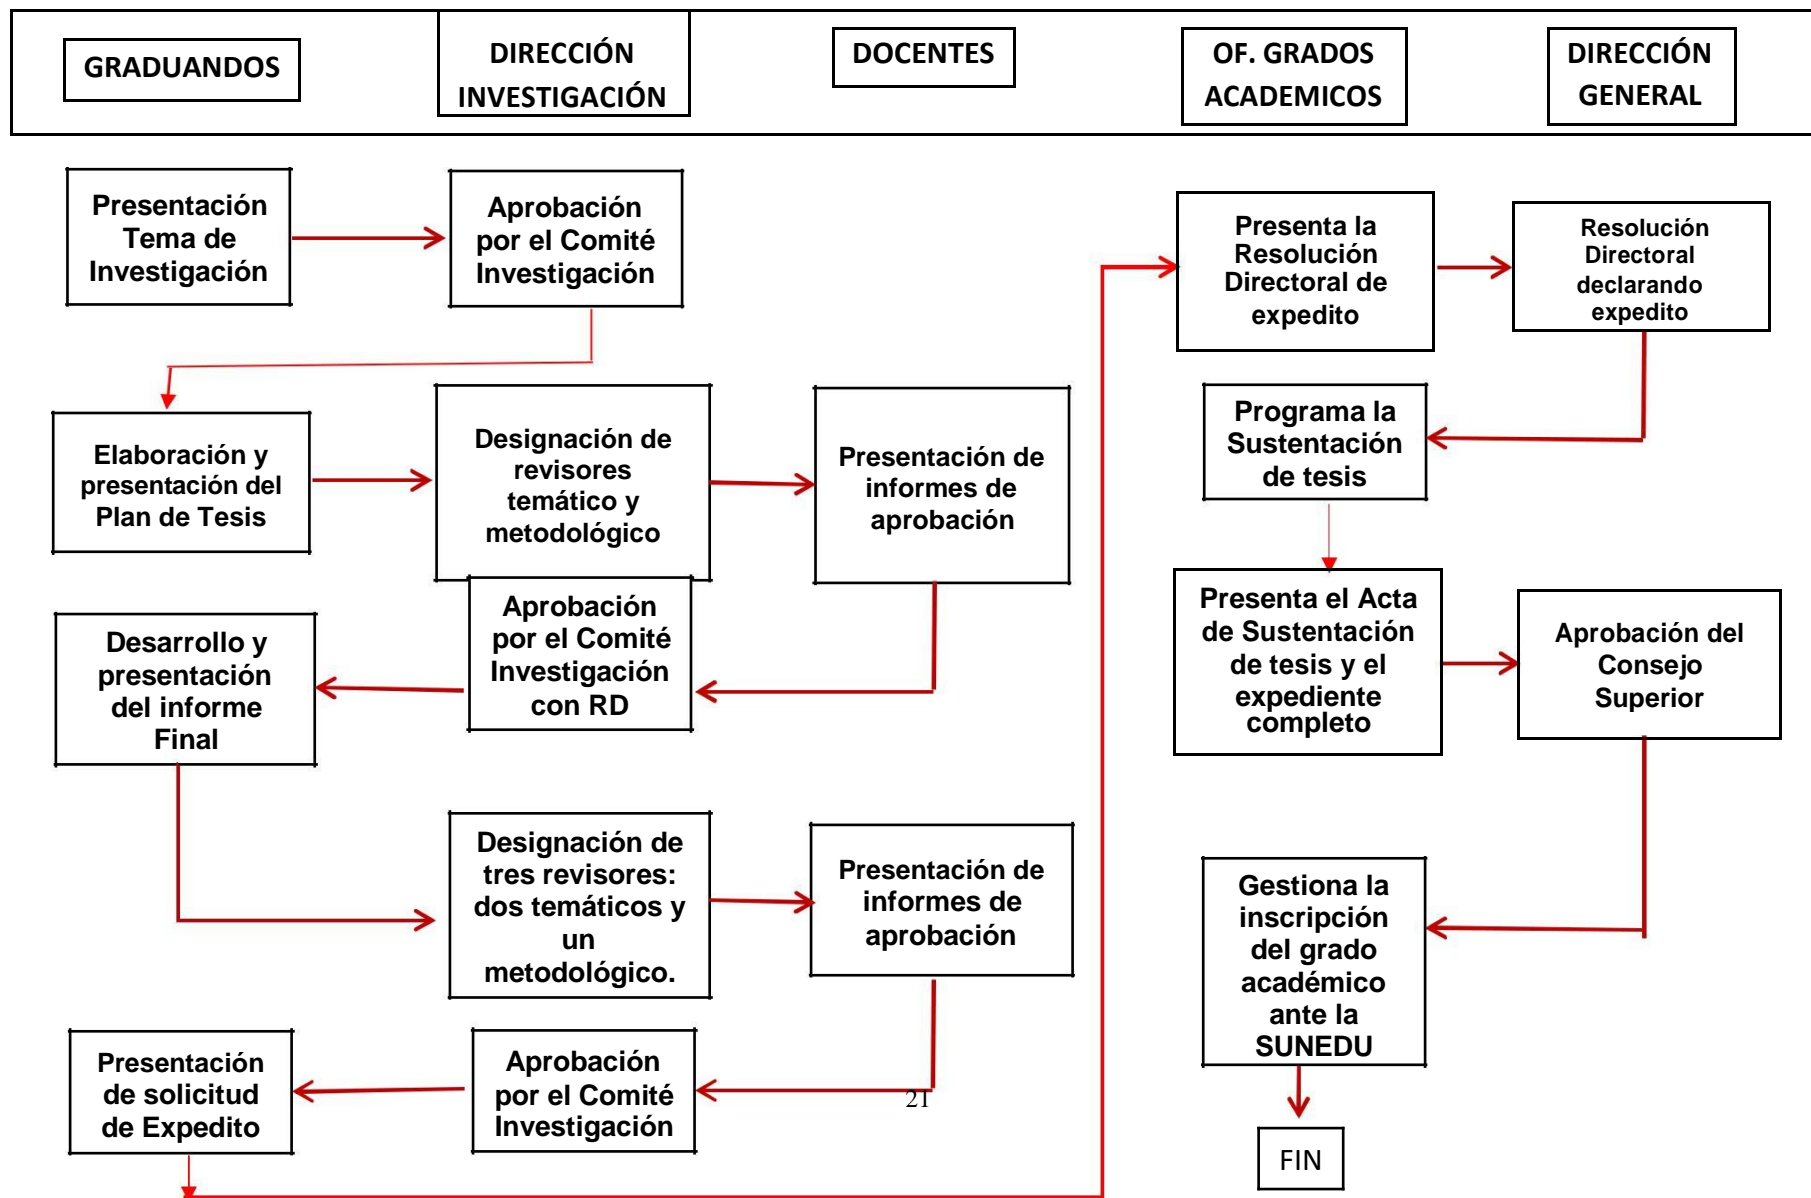 GRADUANDOS
DIRECCIÓN
INVESTIGACIÓN
DOCENTES
OF. GRADOS
ACADEMICOS
DIRECCIÓN
GENERAL
Presentación
Tema de
Investigación
Aprobación
por el Comité
Investigación
Presenta la
Resolución
Directoral de
expedito
Resolución
Directoral
declarando
expedito
Elaboración y
presentación del
Plan de Tesis
Designación de
revisores
temático y
metodológico
Presentación de
informes de
aprobación
Programa la
Sustentación
de tesis
Desarrollo y
presentación
del informe
Final
Aprobación
por el Comité
Investigación
con RD
Presenta el Acta
de Sustentación
de tesis y el
expediente
completo
Aprobación del
Consejo
Superior
Designación de
tres revisores:
dos temáticos y
un
metodológico.
Presentación de
informes de
aprobación
Gestiona la
inscripción
del grado
académico
ante la
SUNEDU
Presentación
de solicitud
de Expedito
Aprobación
por el Comité
Investigación
21
FIN